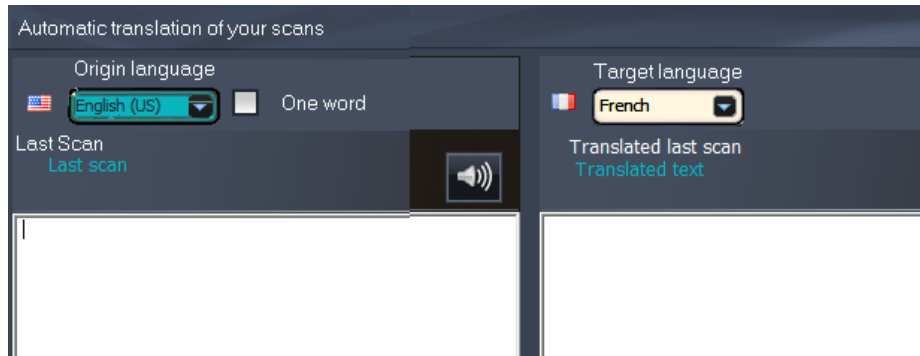 Automatic translation of your scans
Origin language
English (US)
One word
Last Scan
Last scan
Target language
French
Translated last scan
Translated text